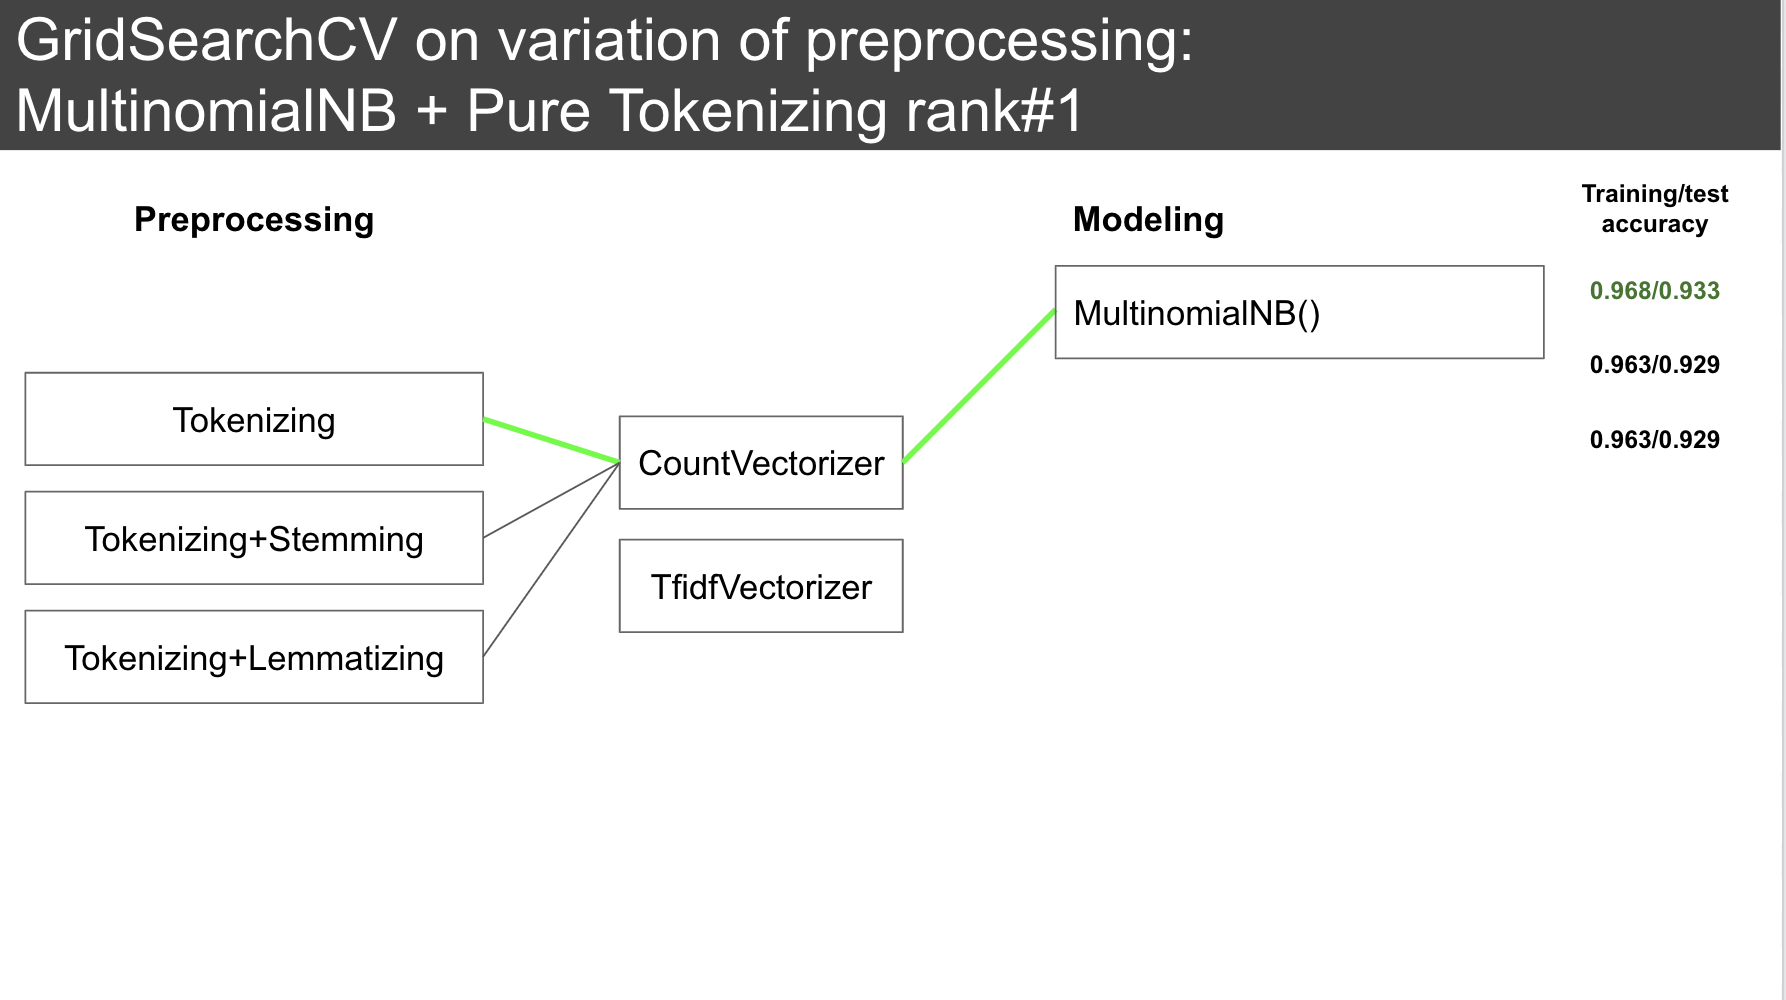 GridSearchCV on variation of preprocessing:
MultinomialNB + Pure Tokenizing rank#1
Preprocessing
Modeling
Training/test
accuracy
MultinomialNB()
0.968/0.933
0.963/0.929
0.963/0.929
Tokenizing
CountVectorizer
Tokenizing+Stemming
TfidfVectorizer
Tokenizing+Lemmatizing